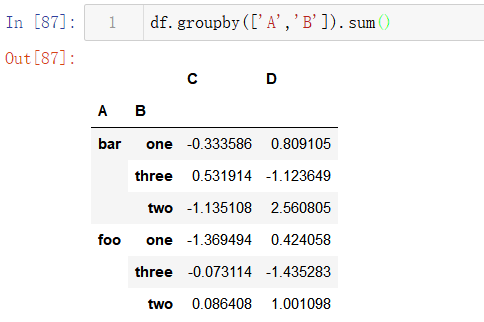 In [87]: 1 df.groupby(['A','B']).sum()
Out[87]:
C D
A B
bar one -0.333586 0.809105
three 0.531914 -1.123649
two -1.135108 2.560805
foo one -1.369494 0.424058
three -0.073114 -1.435283
two 0.086408 1.001098